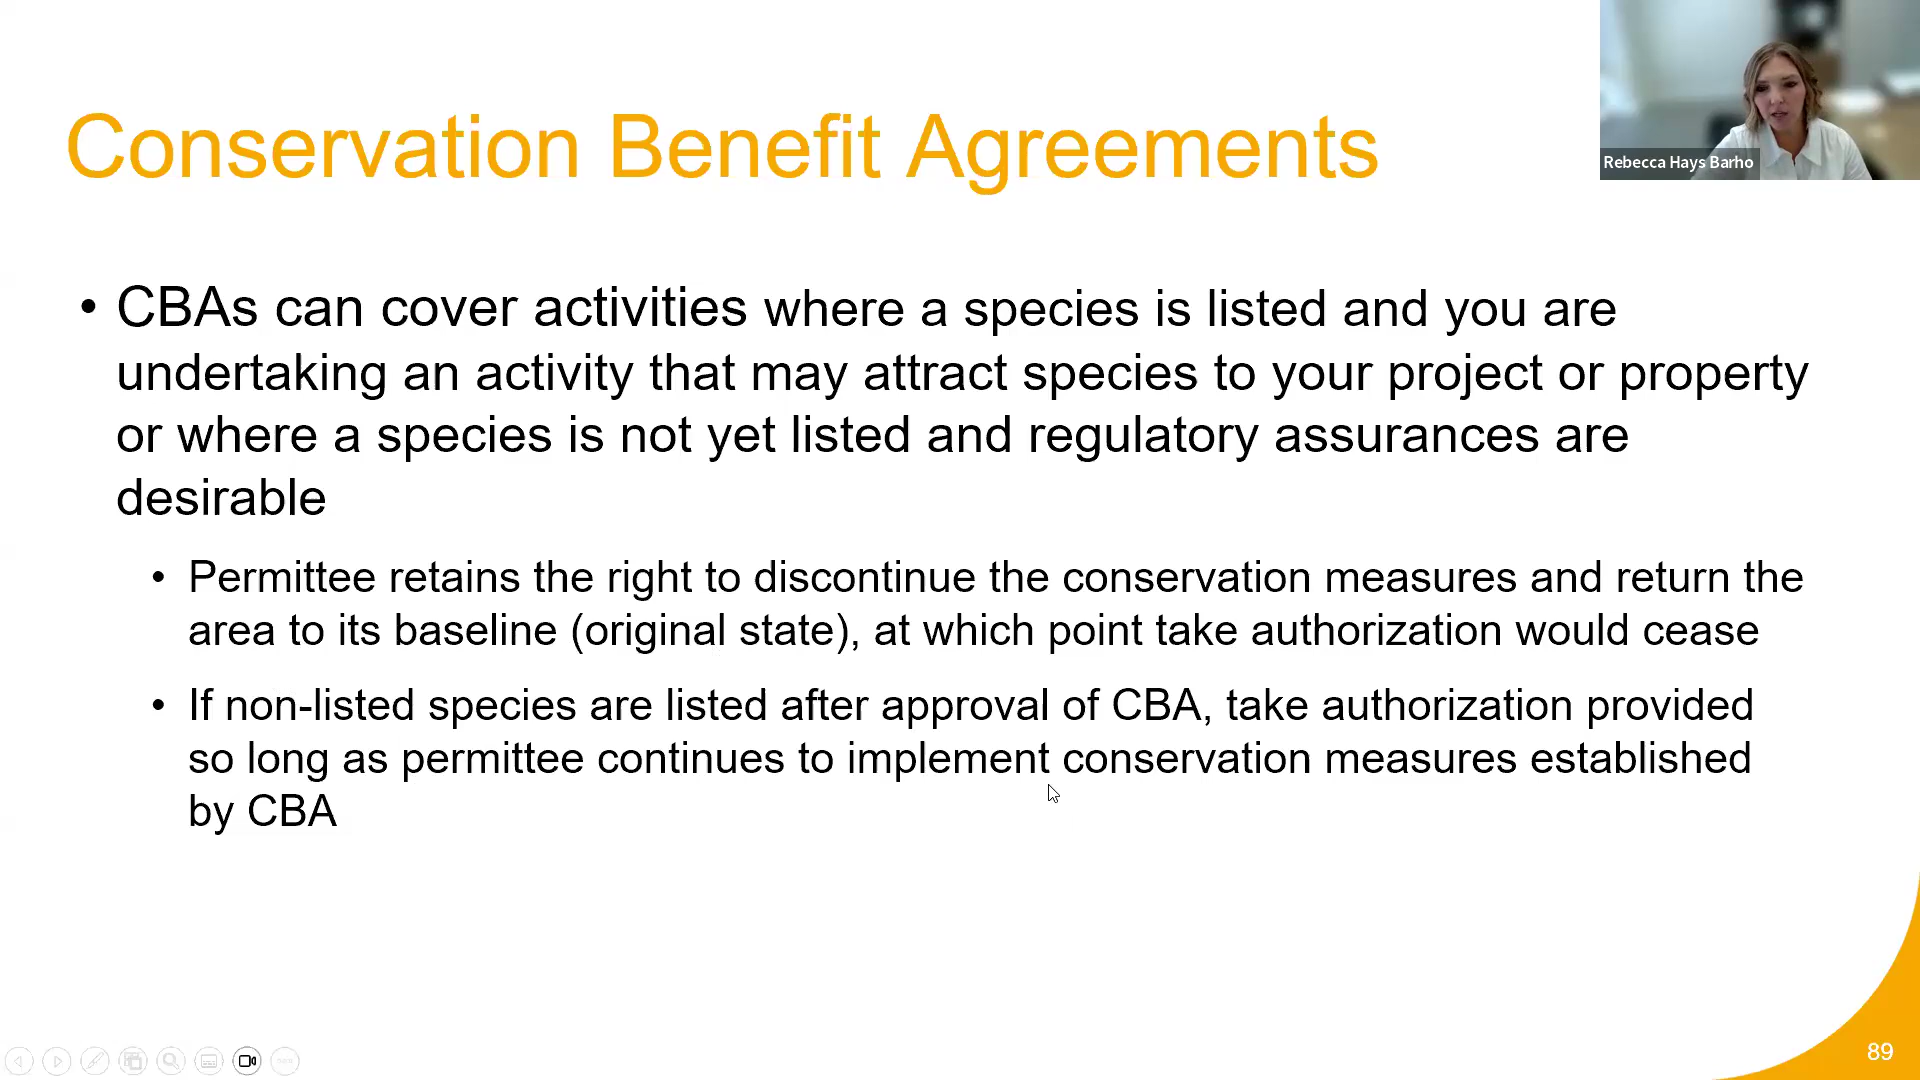 Conservation Benefit Agreements
Rebecca Hays Barho
• CBAs can cover activities where a species is listed and you are
undertaking an activity that may attract species to your project or property
or where a species is not yet listed and regulatory assurances are
desirable
• Permittee retains the right to discontinue the conservation measures and return the
area to its baseline (original state), at which point take authorization would cease
• If non-listed species are listed after approval of CBA, take authorization provided
so long as permittee continues to implement conservation measures established
by CBA
89